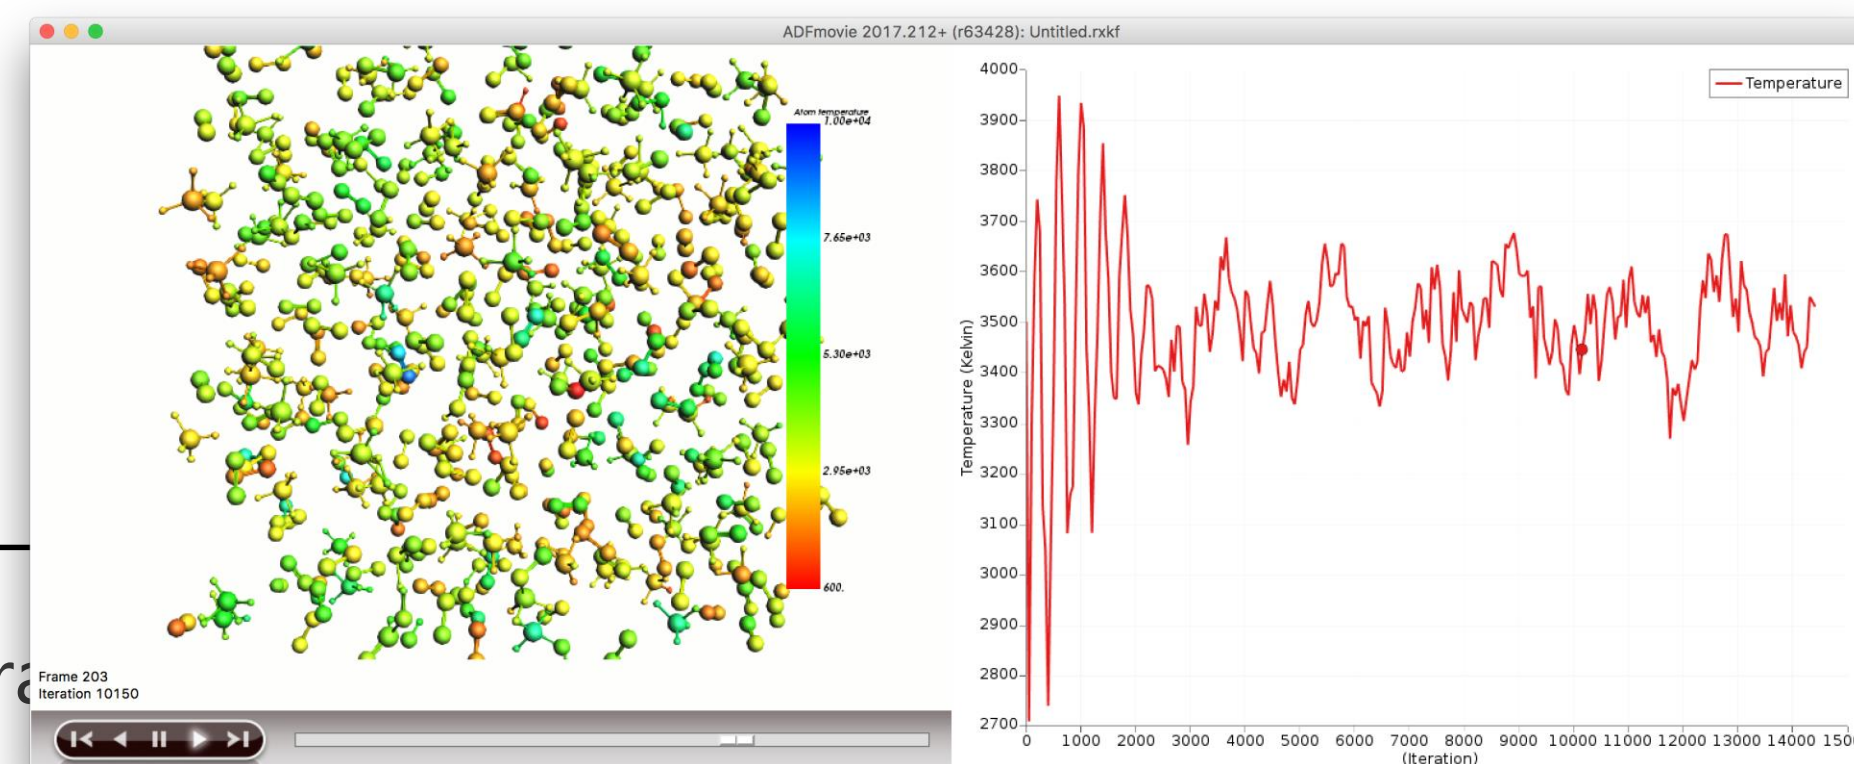 ADFmovie 2017.212+ (r63428): Untitled.rxkf
Atom temperature
1.00e+04
7.65e+03
5.30e+03
2.95e+03
600.
Frame 203
Iteration 10150
Temperature
Temperature (Kelvin)
4000
3900
3800
3700
3600
3500
3400
3300
3200
3100
3000
2900
2800
2700
0 1000 2000 3000 4000 5000 6000 7000 8000 9000 10000 11000 12000 13000 14000 1500
(Iteration)